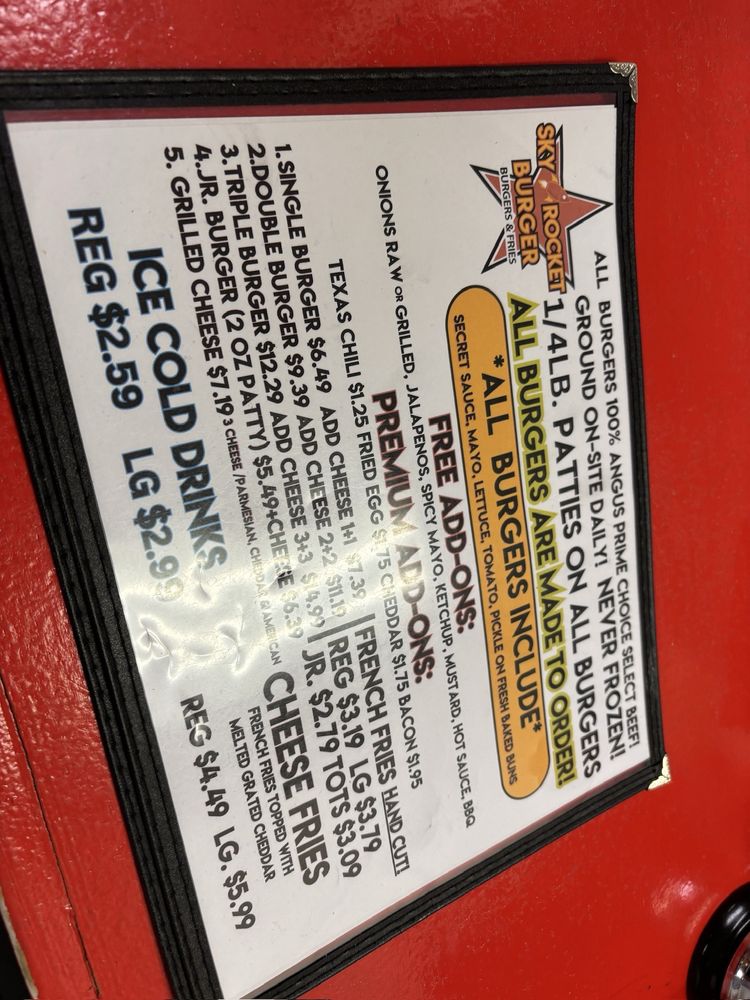 SKY ROCKET
BURGER
BURGERS & FRIES
ALL BURGERS 100% ANGUS PRIME CHOICE SELECT BEEF!
GROUND ON-SITE DAILY! NEVER FROZEN!
1/4LB. PATTIES ON ALL BURGERS
ALL BURGERS ARE MADE TO ORDER!
*ALL BURGERS INCLUDE*
SECRET SAUCE, MAYO, LETTUCE, TOMATO, PICKLE ON FRESH BAKED BUNS
FREE ADD-ONS:
ONIONS RAW OR GRILLED, JALAPENOS, SPICY MAYO, KETCHUP, MUSTARD, HOT SAUCE, BBQ
PREMIUM ADD-ONS:
TEXAS CHILI $1.25 FRIED EGG $1.75 CHEDDAR $1.75 BACON $1.95
1. SINGLE BURGER $6.49 ADD CHEESE 1+1 $7.39
2. DOUBLE BURGER $9.39 ADD CHEESE 2+2 $11.19
3. TRIPLE BURGER $12.29 ADD CHEESE 3+3 $14.99
4. JR. BURGER (2 OZ PATTY) $5.49+CHEESE $6.39
5. GRILLED CHEESE $7.19 3 CHEESE /PARMESIAN, CHEDDAR, & AMERICAN
FRENCH FRIES HAND CUT!
REG $3.19 LG $3.79
JR. $2.79 TOTS $3.09
CHEESE FRIES
FRENCH FRIES TOPPED WITH
MELTED GRATED CHEDDAR
REG $4.49 LG. $5.99
ICE COLD DRINKS
REG $2.59 LG $2.99